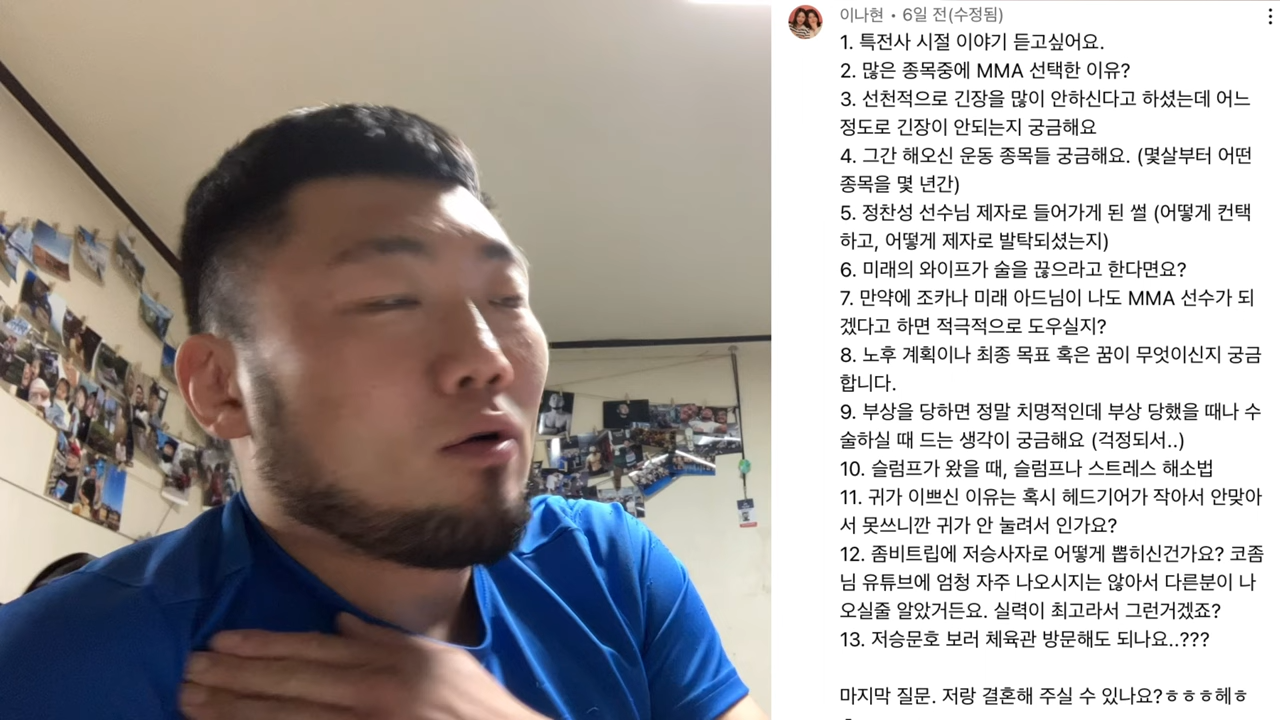 이나현 • 6일 전(수정됨)
1. 특전사 시절 이야기 듣고싶어요.
2. 많은 종목중에 MMA 선택한 이유?
3. 선천적으로 긴장을 많이 안하신다고 하셨는데 어느
정도로 긴장이 안되는지 궁금해요
4. 그간 해오신 운동 종목들 궁금해요. (몇살부터 어떤
종목을 몇 년간)
5. 정찬성 선수님 제자로 들어가게 된 썰 (어떻게 컨택
하고, 어떻게 제자로 발탁되셨는지)
6. 미래의 와이프가 술을 끊으라고 한다면요?
7. 만약에 조카나 미래 아드님이 나도 MMA 선수가 되
겠다고 하면 적극적으로 도우실지?
8. 노후 계획이나 최종 목표 혹은 꿈이 무엇이신지 궁금
합니다.
9. 부상을 당하면 정말 치명적인데 부상 당했을 때나 수
술하실 때 드는 생각이 궁금해요 (걱정되서..)
10. 슬럼프가 왔을 때, 슬럼프나 스트레스 해소법
11. 귀가 이쁘신 이유는 혹시 헤드기어가 작아서 안맞아
서 못쓰니깐 귀가 안 눌려서 인가요?
12. 좀비트립에 저승사자로 어떻게 뽑히신건가요? 코좀
님 유튜브에 엄청 자주 나오시지는 않아서 다른분이 나
오실줄 알았거든요. 실력이 최고라서 그런거겠죠?
13. 저승문호 보러 체육관 방문해도 되나요..???
마지막 질문. 저랑 결혼해 주실 수 있나요?ㅎㅎㅎ헤ㅎ